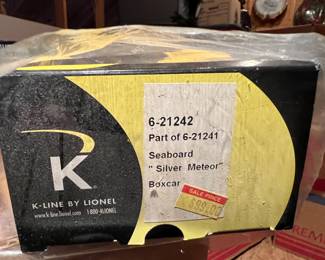 6-21242
Part of 6-21241
Seaboard
"Silver Meteor"
Boxcar
K
K-LINE BY LIONEL
www.k-line.lionel.com 1·800·4LIONEL
SALE PRICE